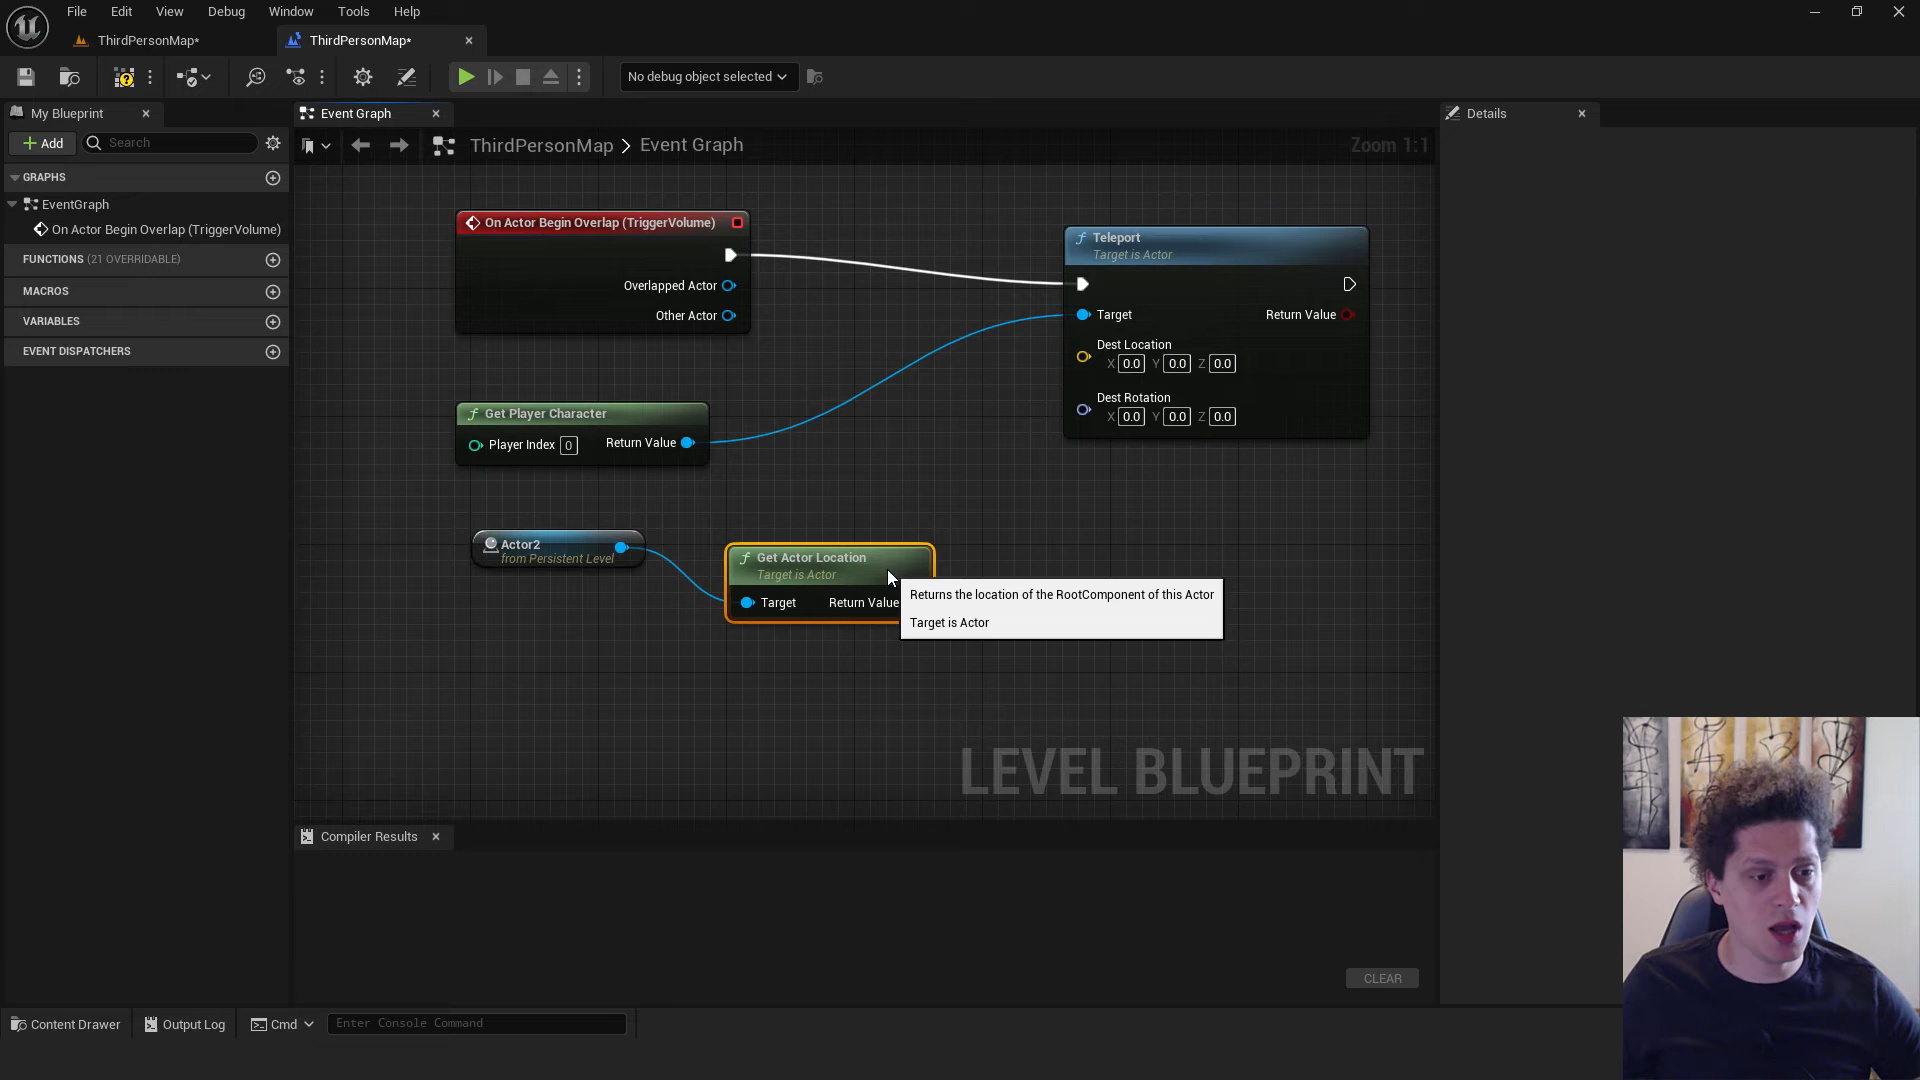 File Edit View Debug Window Tools Help
ThirdPersonMap* ThirdPersonMap*
No debug object selected
My Blueprint
Add Search
GRAPHS
EventGraph
On Actor Begin Overlap (TriggerVolume)
FUNCTIONS (21 OVERRIDABLE)
MACROS
VARIABLES
EVENT DISPATCHERS
Event Graph
ThirdPersonMap > Event Graph
Zoom 1:1
On Actor Begin Overlap (TriggerVolume)
Overlapped Actor
Other Actor
Teleport
Target is Actor
Target Return Value
Dest Location
X 0.0 Y 0.0 Z 0.0
Dest Rotation
X 0.0 Y 0.0 Z 0.0
Get Player Character
Player Index 0 Return Value
Actor2
from Persistent Level
Get Actor Location
Target is Actor
Target Return Value
Returns the location of the RootComponent of this Actor
Target is Actor
LEVEL BLUEPRINT
Compiler Results
CLEAR
Details
Content Drawer Output Log Cmd Enter Console Command